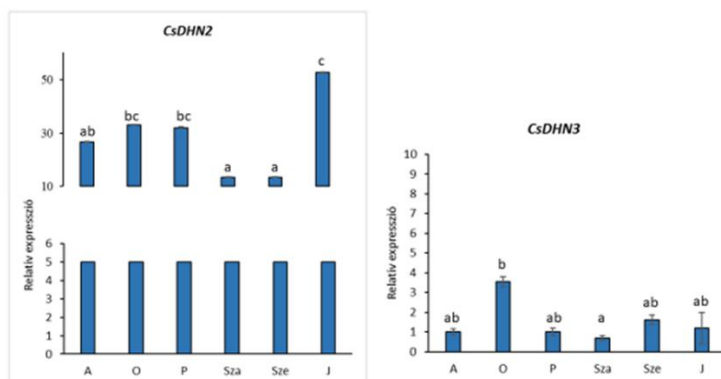 CsDHN2
50
30
10
ab bc bc a a c
Relatív expresszió
6
5
4
3
2
1
0
A O P Sza Sze J
CsDHN3
Relatív expresszió
10
9
8
7
6
5
4
3
2
1
0
ab b ab a ab ab
A O P Sza Sze J